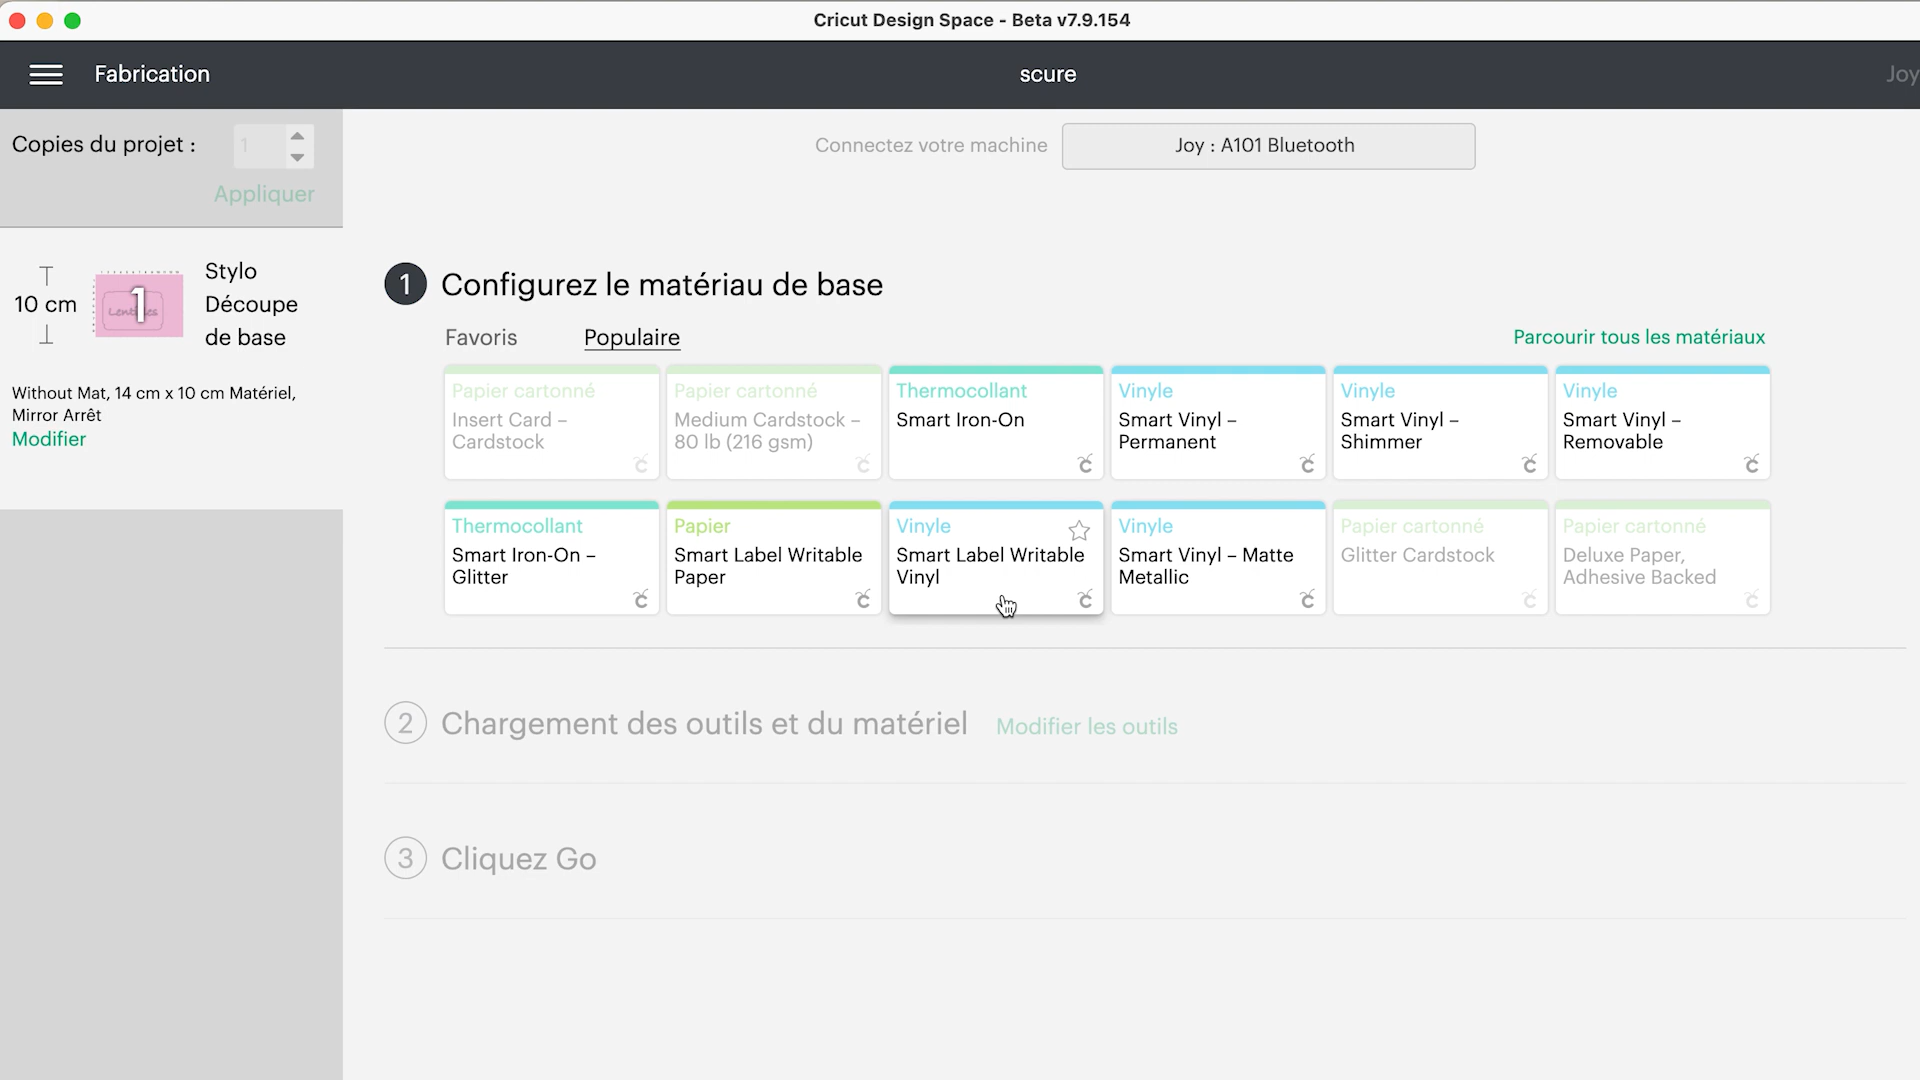 Cricut Design Space - Beta v7.9.154
Fabrication
scure
Joy
Copies du projet :
1
Appliquer
Connectez votre machine
Joy : A101 Bluetooth
10 cm
1
Stylo
Découpe
de base
Without Mat, 14 cm x 10 cm Matériel,
Mirror Arrêt
Modifier
1 Configurez le matériau de base
Favoris
Populaire
Parcourir tous les matériaux
Papier cartonné
Insert Card –
Cardstock
Papier cartonné
Medium Cardstock –
80 lb (216 gsm)
Thermocollant
Smart Iron-On
Vinyle
Smart Vinyl –
Permanent
Vinyle
Smart Vinyl –
Shimmer
Vinyle
Smart Vinyl –
Removable
Thermocollant
Smart Iron-On –
Glitter
Papier
Smart Label Writable
Paper
Vinyle
Smart Label Writable
Vinyl
Vinyle
Smart Vinyl – Matte
Metallic
Papier cartonné
Glitter Cardstock
Papier cartonné
Deluxe Paper,
Adhesive Backed
2 Chargement des outils et du matériel
Modifier les outils
3 Cliquez Go